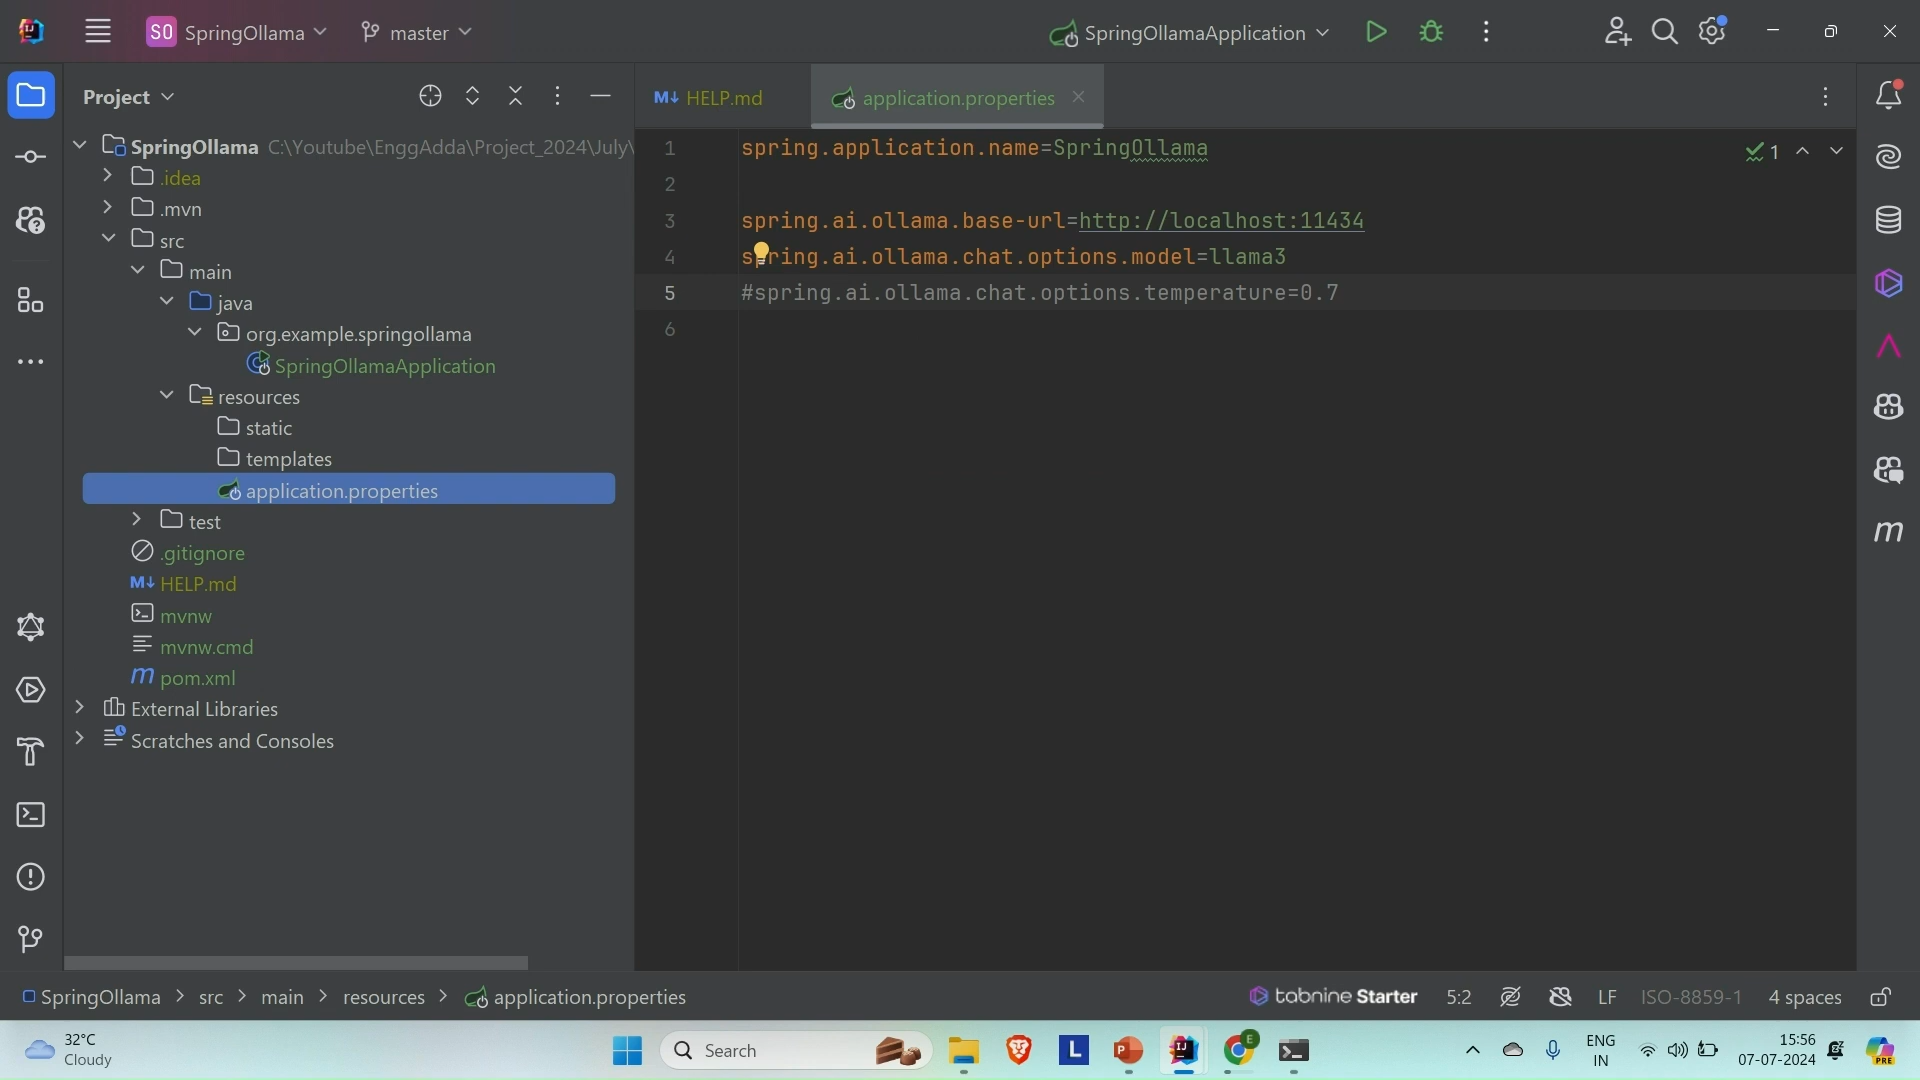 SO SpringOllama
master
SpringOllamaApplication
Project
HELP.md
application.properties
SpringOllama C:\Youtube\EnggAdda\Project_2024\July\
.idea
.mvn
src
main
java
org.example.springollama
SpringOllamaApplication
resources
static
templates
application.properties
test
.gitignore
HELP.md
mvnw
mvnw.cmd
pom.xml
External Libraries
Scratches and Consoles
1 spring.application.name=SpringOllama
2
3 spring.ai.ollama.base-url=http://localhost:11434
4 spring.ai.ollama.chat.options.model=llama3
5 #spring.ai.ollama.chat.options.temperature=0.7
6
1
SpringOllama > src > main > resources > application.properties
tabnine Starter 5:2 LF ISO-8859-1 4 spaces
32°C
Cloudy
Search
ENG
IN
15:56
07-07-2024